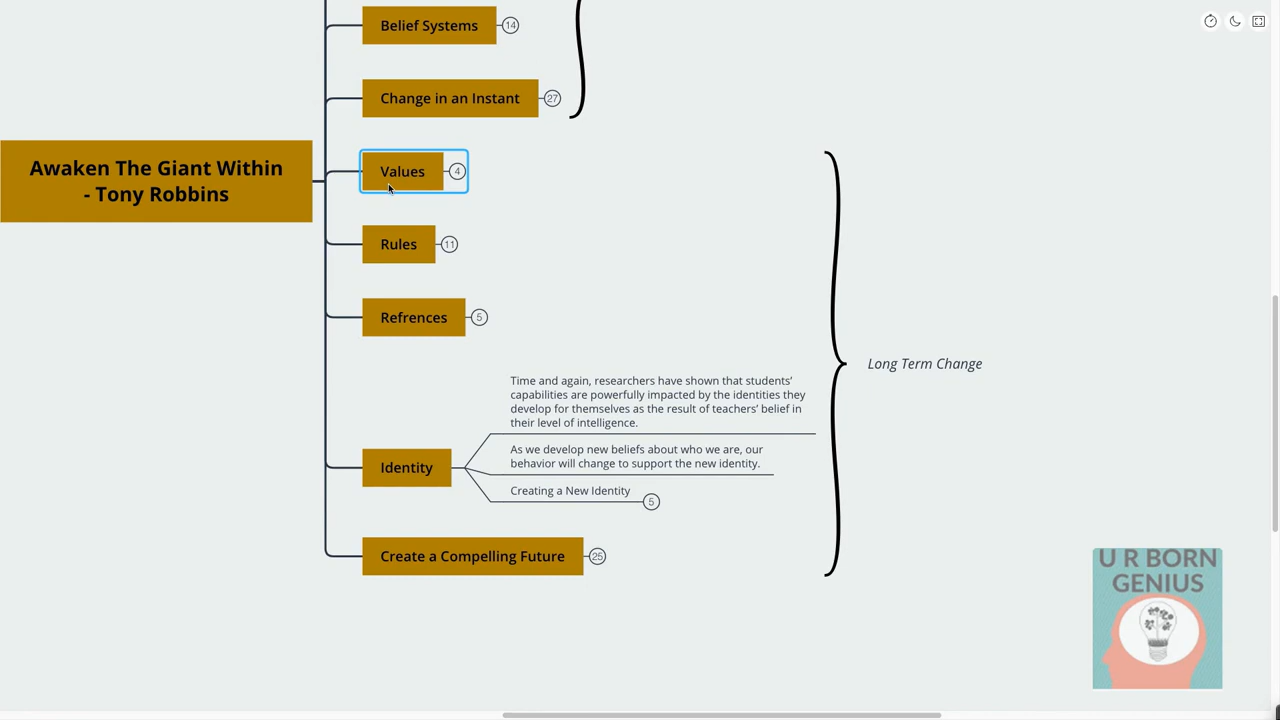 Belief Systems
14
Change in an Instant
27
Awaken The Giant Within
- Tony Robbins
Values
4
Rules
11
Refrences
5
Time and again, researchers have shown that students’
capabilities are powerfully impacted by the identities they
develop for themselves as the result of teachers’ belief in
their level of intelligence.
Identity
As we develop new beliefs about who we are, our
behavior will change to support the new identity.
Creating a New Identity
5
Create a Compelling Future
25
Long Term Change
U R BORN
GENIUS